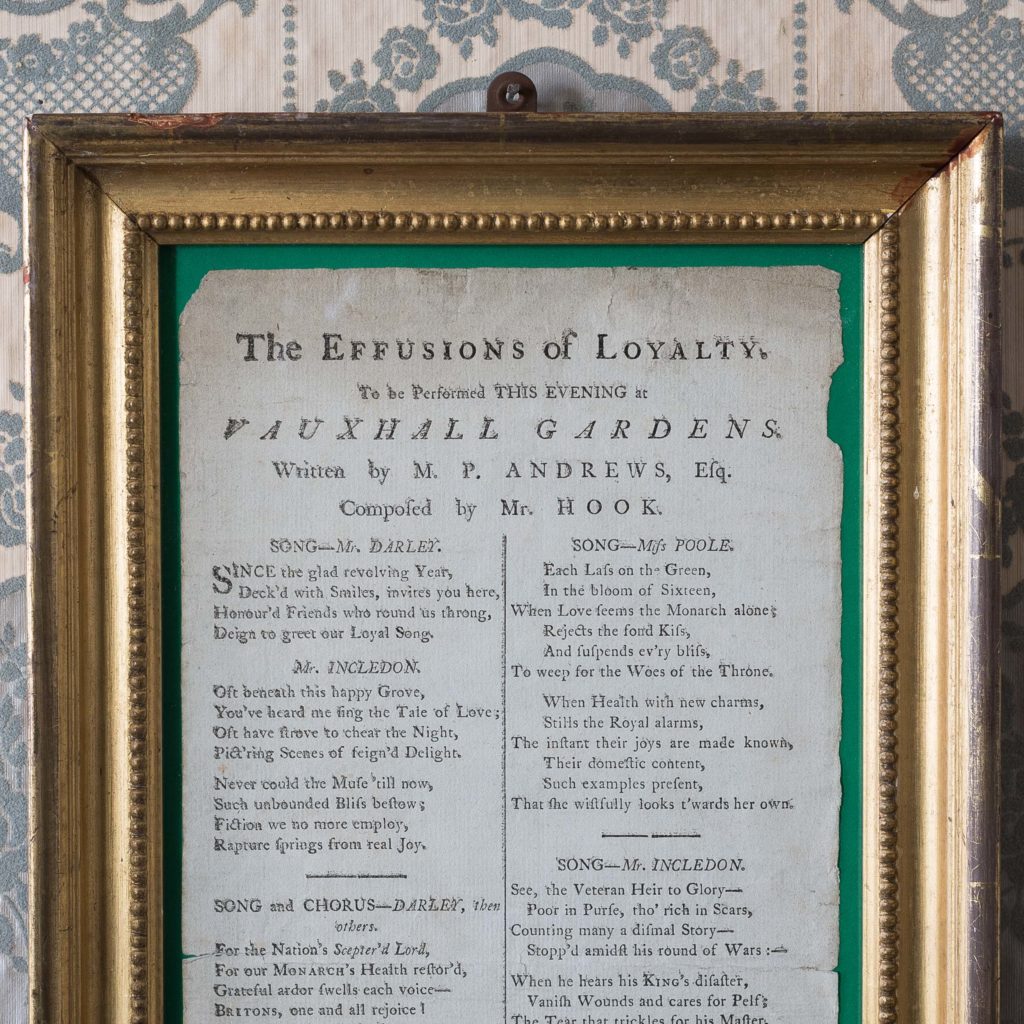 The EFFUSIONS of LOYALTY.
To be Performed THIS EVENING at
VAUXHALL GARDENS.
Written by M. P. ANDREWS, Eſq.
Compoſed by Mr. HOOK.
SONG—Mr. DARLEY.
SINCE the glad revolving Year,
Deck'd with Smiles, invites you here,
Honour'd Friends who round us throng,
Deign to greet our Loyal Song.
Mr. INCLEDON.
Oft beneath this happy Grove,
You've heard me ſing the Tale of Love;
Oft have ſtrove to chear the Night,
Pict'ring Scenes of feign'd Delight.
Never could the Muſe 'till now,
Such unbounded Bliſs beſtow;
Fiction we no more employ,
Rapture ſprings from real Joy.
SONG and CHORUS—DARLEY, then
others.
For the Nation's Scepter'd Lord,
For our MONARCH'S Health reſtor'd,
Grateful ardor ſwells each voice—
BRITONS, one and all rejoice!
SONG—Miſs POOLE.
Each Laſs on the Green,
In the bloom of Sixteen,
When Love ſeems the Monarch alone;
Rejects the fond Kiſs,
And ſuſpends ev'ry bliſs,
To weep for the Woes of the Throne.
When Health with new charms,
Stills the Royal alarms,
The inſtant their joys are made known,
Their domeſtic content,
Such examples preſent,
That ſhe wiſtfully looks t'wards her own.
SONG—Mr. INCLEDON.
See, the Veteran Heir to Glory—
Poor in Purſe, tho' rich in Scars,
Counting many a diſmal Story—
Stopp'd amidſt his round of Wars :—
When he hears his KING'S diſaſter,
Vaniſh Wounds and cares for Pelf;
The Tear that trickles for his Maſter,